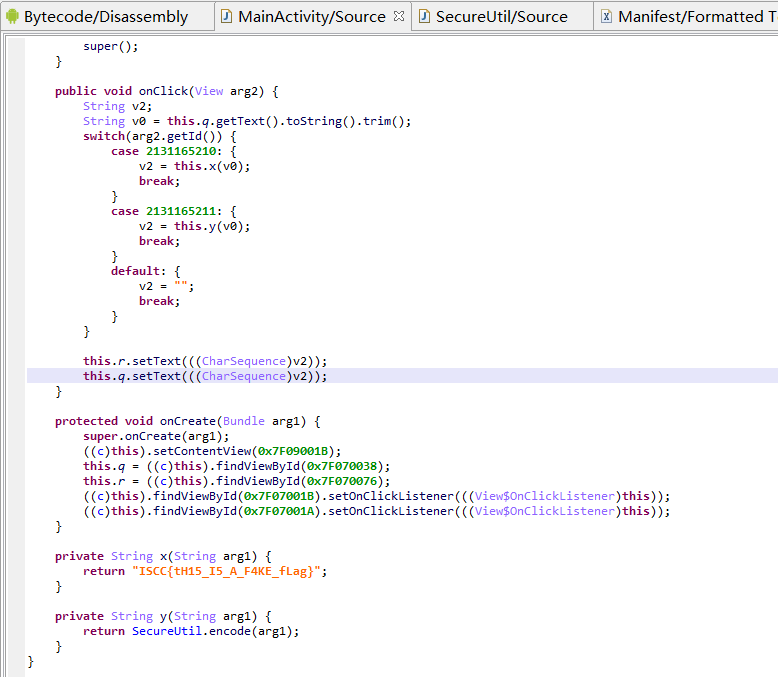 Bytecode/Disassembly MainActivity/Source SecureUtil/Source Manifest/Formatted
super();
}
public void onClick(View arg2) {
String v2;
String v0 = this.q.getText().toString().trim();
switch(arg2.getId()) {
case 2131165210: {
v2 = this.x(v0);
break;
}
case 2131165211: {
v2 = this.y(v0);
break;
}
default: {
v2 = "";
break;
}
}
this.r.setText(((CharSequence)v2));
this.q.setText(((CharSequence)v2));
}
protected void onCreate(Bundle arg1) {
super.onCreate(arg1);
((c)this).setContentView(0x7F09001B);
this.q = ((c)this).findViewById(0x7F070038);
this.r = ((c)this).findViewById(0x7F070076);
((c)this).findViewById(0x7F07001B).setOnClickListener(((View$OnClickListener)this));
((c)this).findViewById(0x7F07001A).setOnClickListener(((View$OnClickListener)this));
}
private String x(String arg1) {
return "ISCC{tH15_I5_A_F4KE_fLag}";
}
private String y(String arg1) {
return SecureUtil.encode(arg1);
}
}